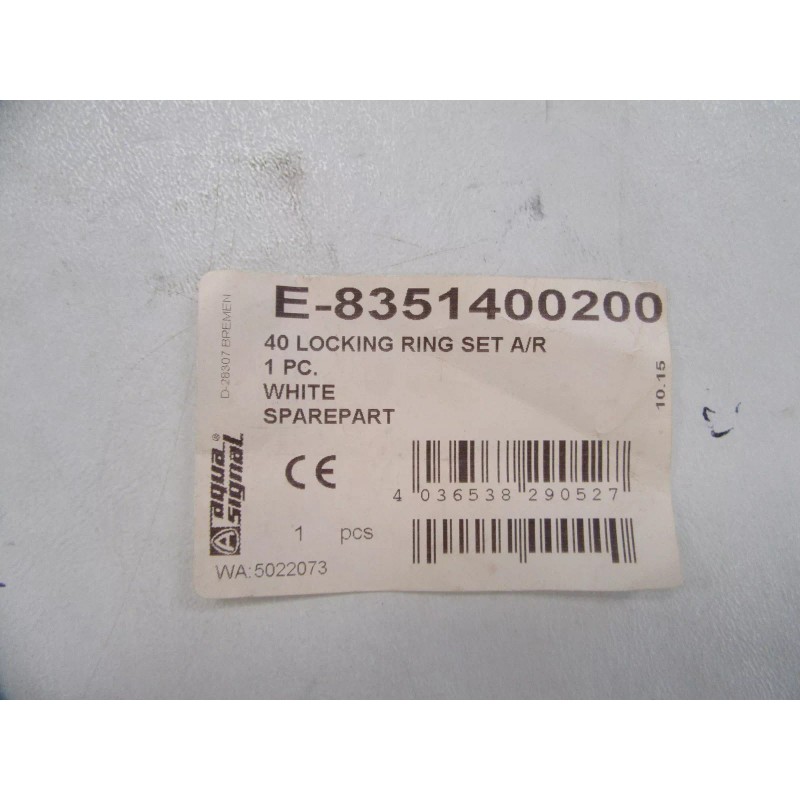 E-8351400200
40 LOCKING RING SET A/R
1 PC.
WHITE
SPAREPART
D-28307 BREMEN
10.15
aqua®
signal
CE
4 036538 290527
1 pcs
WA:5022073